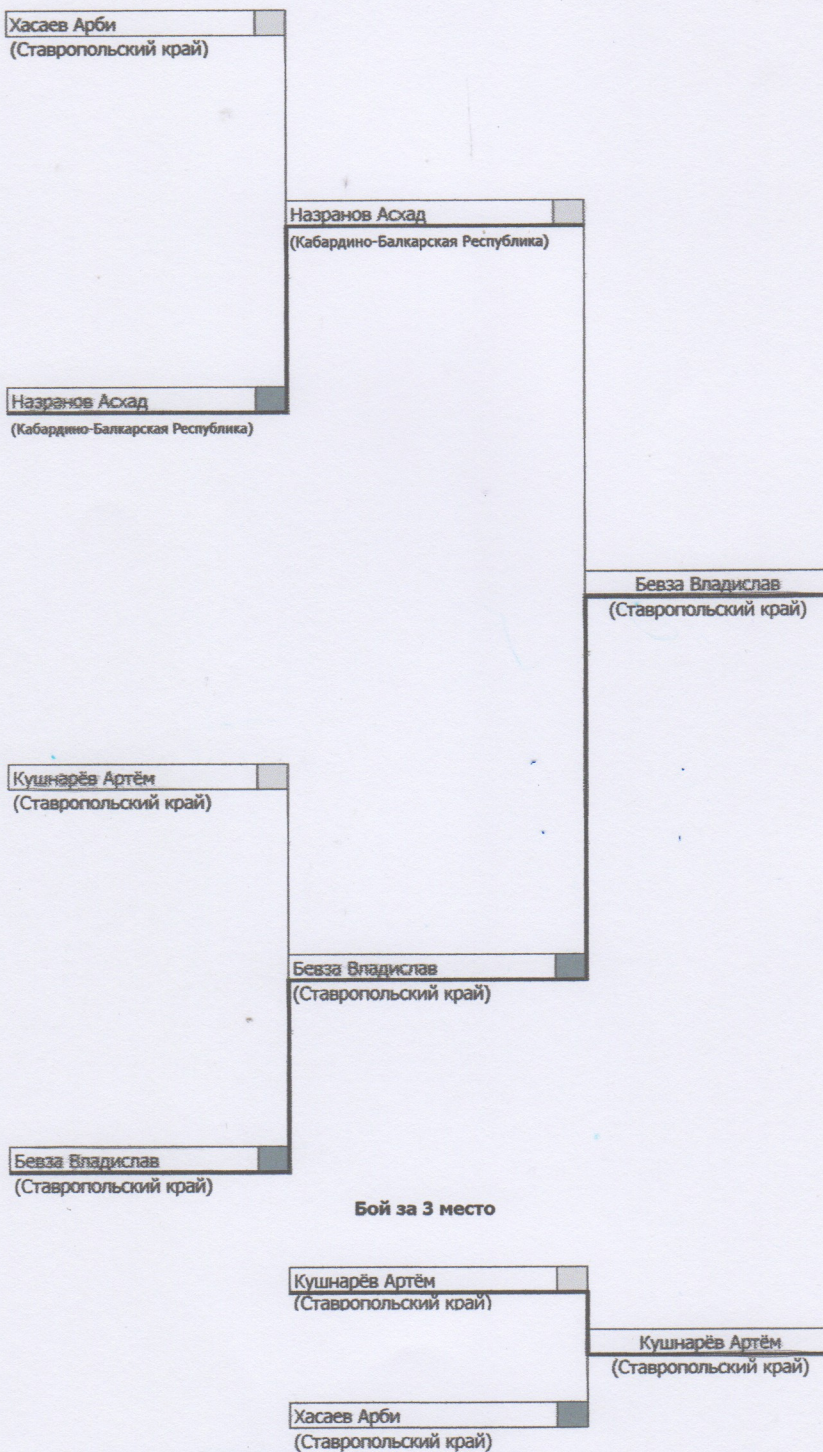 Хасаев Арби
(Ставропольский край)
Назранов Асхад
(Кабардино-Балкарская Республика)
Назранов Асхад
(Кабардино-Балкарская Республика)
Бевза Владислав
(Ставропольский край)
Кушнарёв Артём
(Ставропольский край)
Бевза Владислав
(Ставропольский край)
Бевза Владислав
(Ставропольский край)
Бой за 3 место
Кушнарёв Артём
(Ставропольский край)
Кушнарёв Артём
(Ставропольский край)
Хасаев Арби
(Ставропольский край)